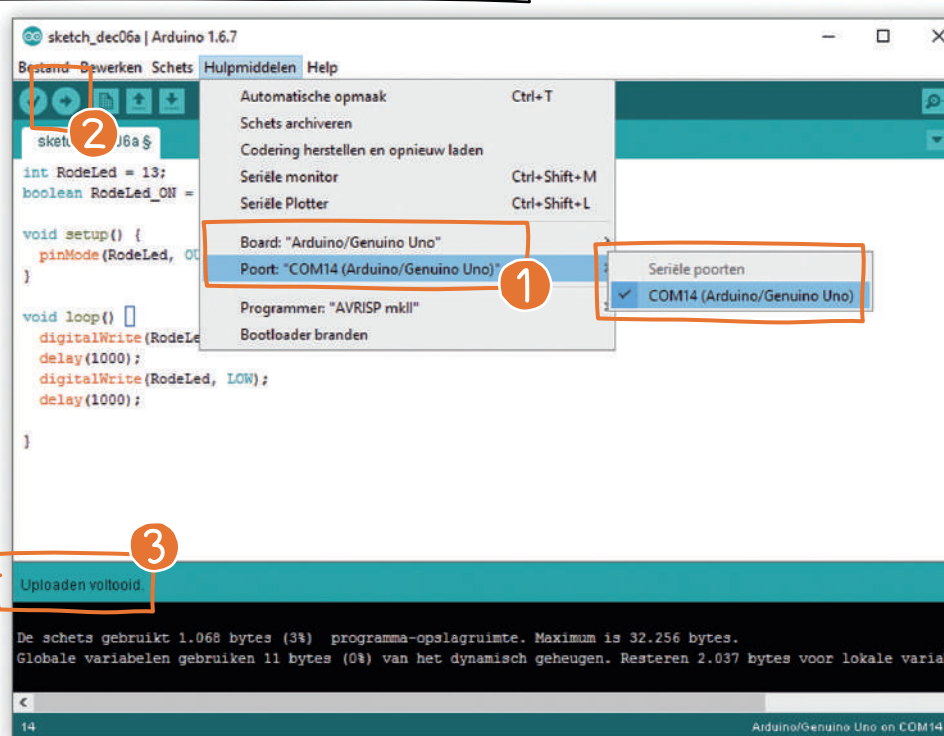 sketch_dec06a | Arduino 1.6.7
Bestand Bewerken Schets Hulpmiddelen Help
Automatische opmaak Ctrl+T
Schets archiveren
Codering herstellen en opnieuw laden
Seriële monitor Ctrl+Shift+M
Seriële Plotter Ctrl+Shift+L
Board: "Arduino/Genuino Uno"
Poort: "COM14 (Arduino/Genuino Uno)"
Programmer: "AVRISP mkII"
Bootloader branden
Seriële poorten
COM14 (Arduino/Genuino Uno)
1
2
06a §
int RodeLed = 13;
boolean RodeLed_ON =
void setup() {
pinMode(RodeLed,
}
void loop()
digitalWrite(
delay(1000);
digitalWrite(RodeLed, LOW);
delay(1000);
}
3
Uploaden voltooid.
De schets gebruikt 1.068 bytes (3%) programma-opslagruimte. Maximum is 32.256 bytes.
Globale variabelen gebruiken 11 bytes (0%) van het dynamisch geheugen. Resteren 2.037 bytes voor lokale varia
14
Arduino/Genuino Uno on COM14